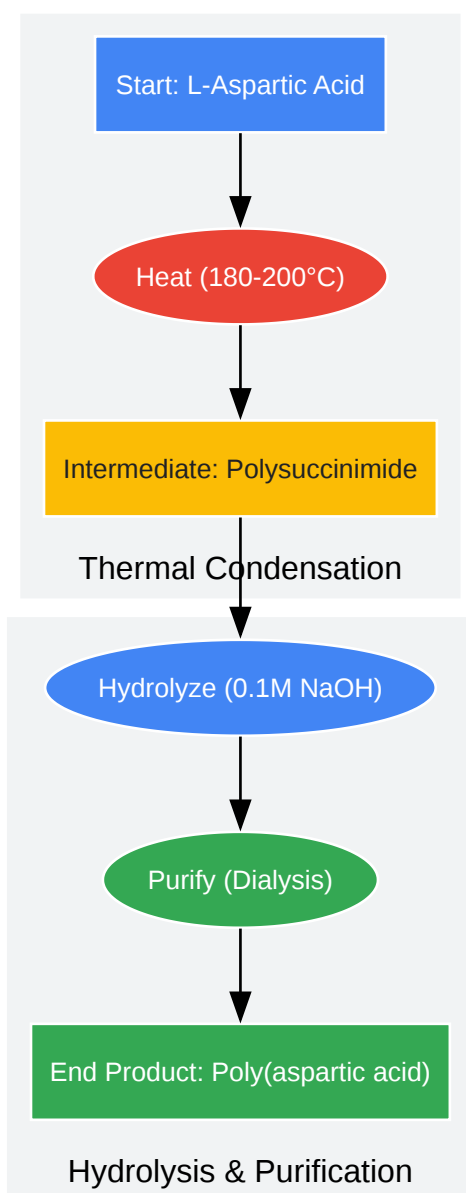 Start: L-Aspartic Acid
Heat (180-200°C)
Intermediate: Polysuccinimide
Thermal Condensation
Hydrolyze (0.1M NaOH)
Purify (Dialysis)
End Product: Poly(aspartic acid)
Hydrolysis & Purification